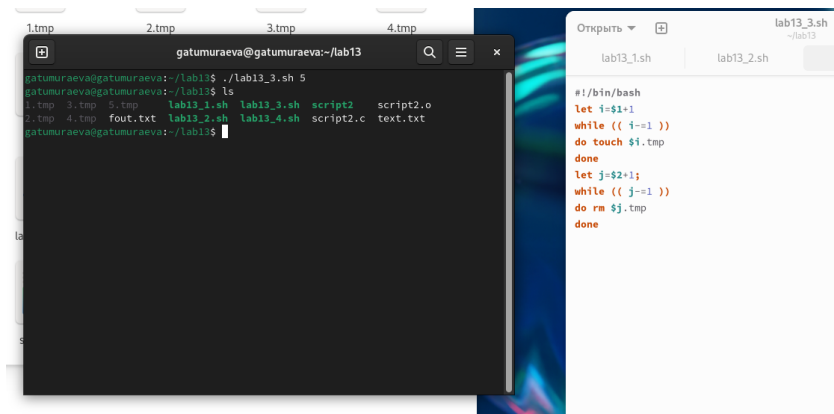 1.tmp 2.tmp 3.tmp 4.tmp
gatumuraeva@gatumuraeva:~/lab13
gatumuraeva@gatumuraeva:~/lab13$ ./lab13_3.sh 5
gatumuraeva@gatumuraeva:~/lab13$ ls
1.tmp 3.tmp 5.tmp lab13_1.sh lab13_3.sh script2 script2.o
2.tmp 4.tmp fout.txt lab13_2.sh lab13_4.sh script2.c text.txt
gatumuraeva@gatumuraeva:~/lab13$
la
s
Открыть
lab13_3.sh
~/lab13
lab13_1.sh lab13_2.sh
#!/bin/bash
let i=$1+1
while (( i-=1 ))
do touch $i.tmp
done
let j=$2+1;
while (( j-=1 ))
do rm $j.tmp
done